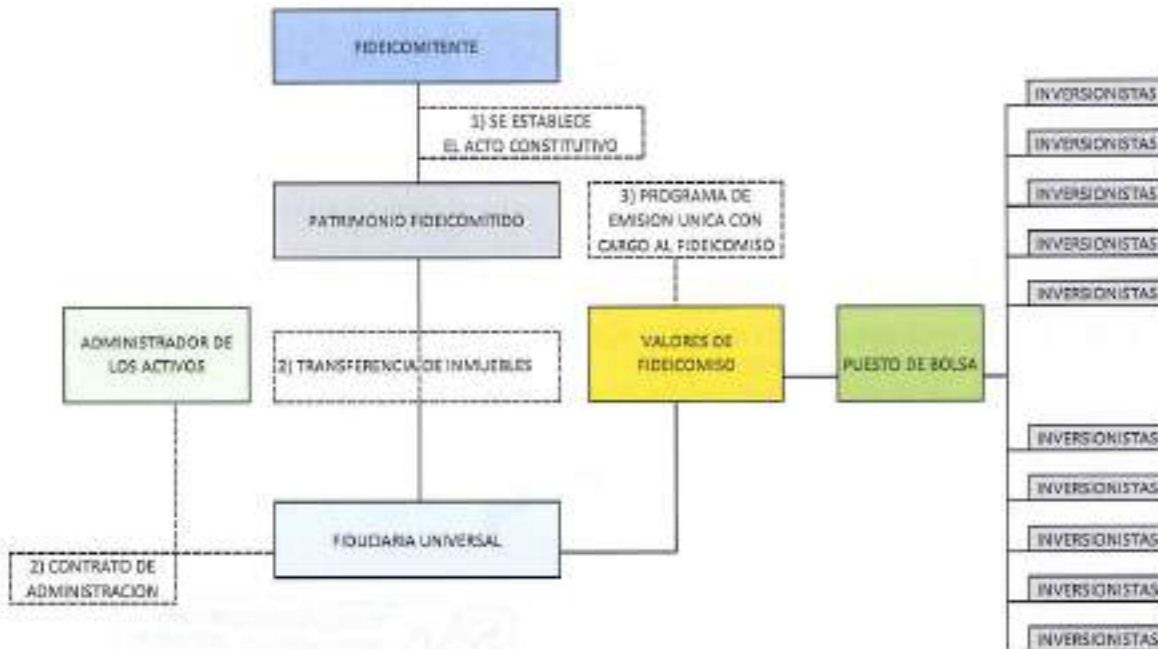 FIDEICOMITENTE
1) SE ESTABLECE
EL ACTO CONSTITUTIVO
PATRIMONIO FIDEICOMITIDO
3) PROGRAMA DE
EMISION UNICA CON
CARGO AL FIDEICOMISO
ADMINISTRADOR DE
LOS ACTIVOS
2) TRANSFERENCIA DE INMUEBLES
VALORES DE
FIDEICOMISO
PUESTO DE BOLSA
FIDUCIARIA UNIVERSAL
2) CONTRATO DE
ADMINISTRACION
INVERSIONISTAS
INVERSIONISTAS
INVERSIONISTAS
INVERSIONISTAS
INVERSIONISTAS
INVERSIONISTAS
INVERSIONISTAS
INVERSIONISTAS
INVERSIONISTAS
INVERSIONISTAS